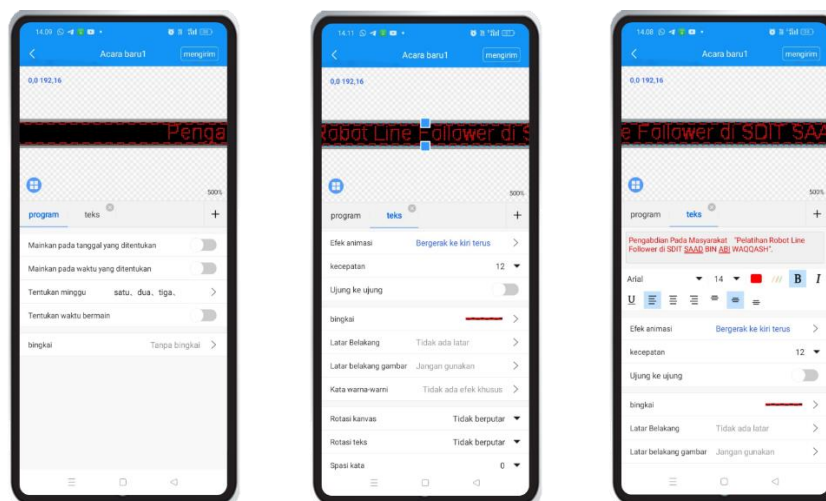 14.09
Acara baru1
mengirim
0,0 192,16
Penga
500%
program
teks
+
Mainkan pada tanggal yang ditentukan
Mainkan pada waktu yang ditentukan
Tentukan minggu satu、dua、tiga、
Tentukan waktu bermain
bingkai Tanpa bingkai
14.11
Acara baru1
mengirim
0,0 192,16
Robot Line Follower di S
500%
program
teks
+
Efek animasi Bergerak ke kiri terus
kecepatan 12
Ujung ke ujung
bingkai
Latar Belakang Tidak ada latar
Latar belakang gambar Jangan gunakan
Kata warna-warni Tidak ada efek khusus
Rotasi kanvas Tidak berputar
Rotasi teks Tidak berputar
Spasi kata 0
14.08
Acara baru1
mengirim
0,0 192,16
e Follower di SDIT SAA
500%
program
teks
+
Pengabdian Pada Masyarakat "Pelatihan Robot Line
Follower di SDIT SAAD BIN ABI WAQQASH".
Arial 14 B I
U
Efek animasi Bergerak ke kiri terus
kecepatan 12
Ujung ke ujung
bingkai
Latar Belakang Tidak ada latar
Latar belakang gambar Jangan gunakan